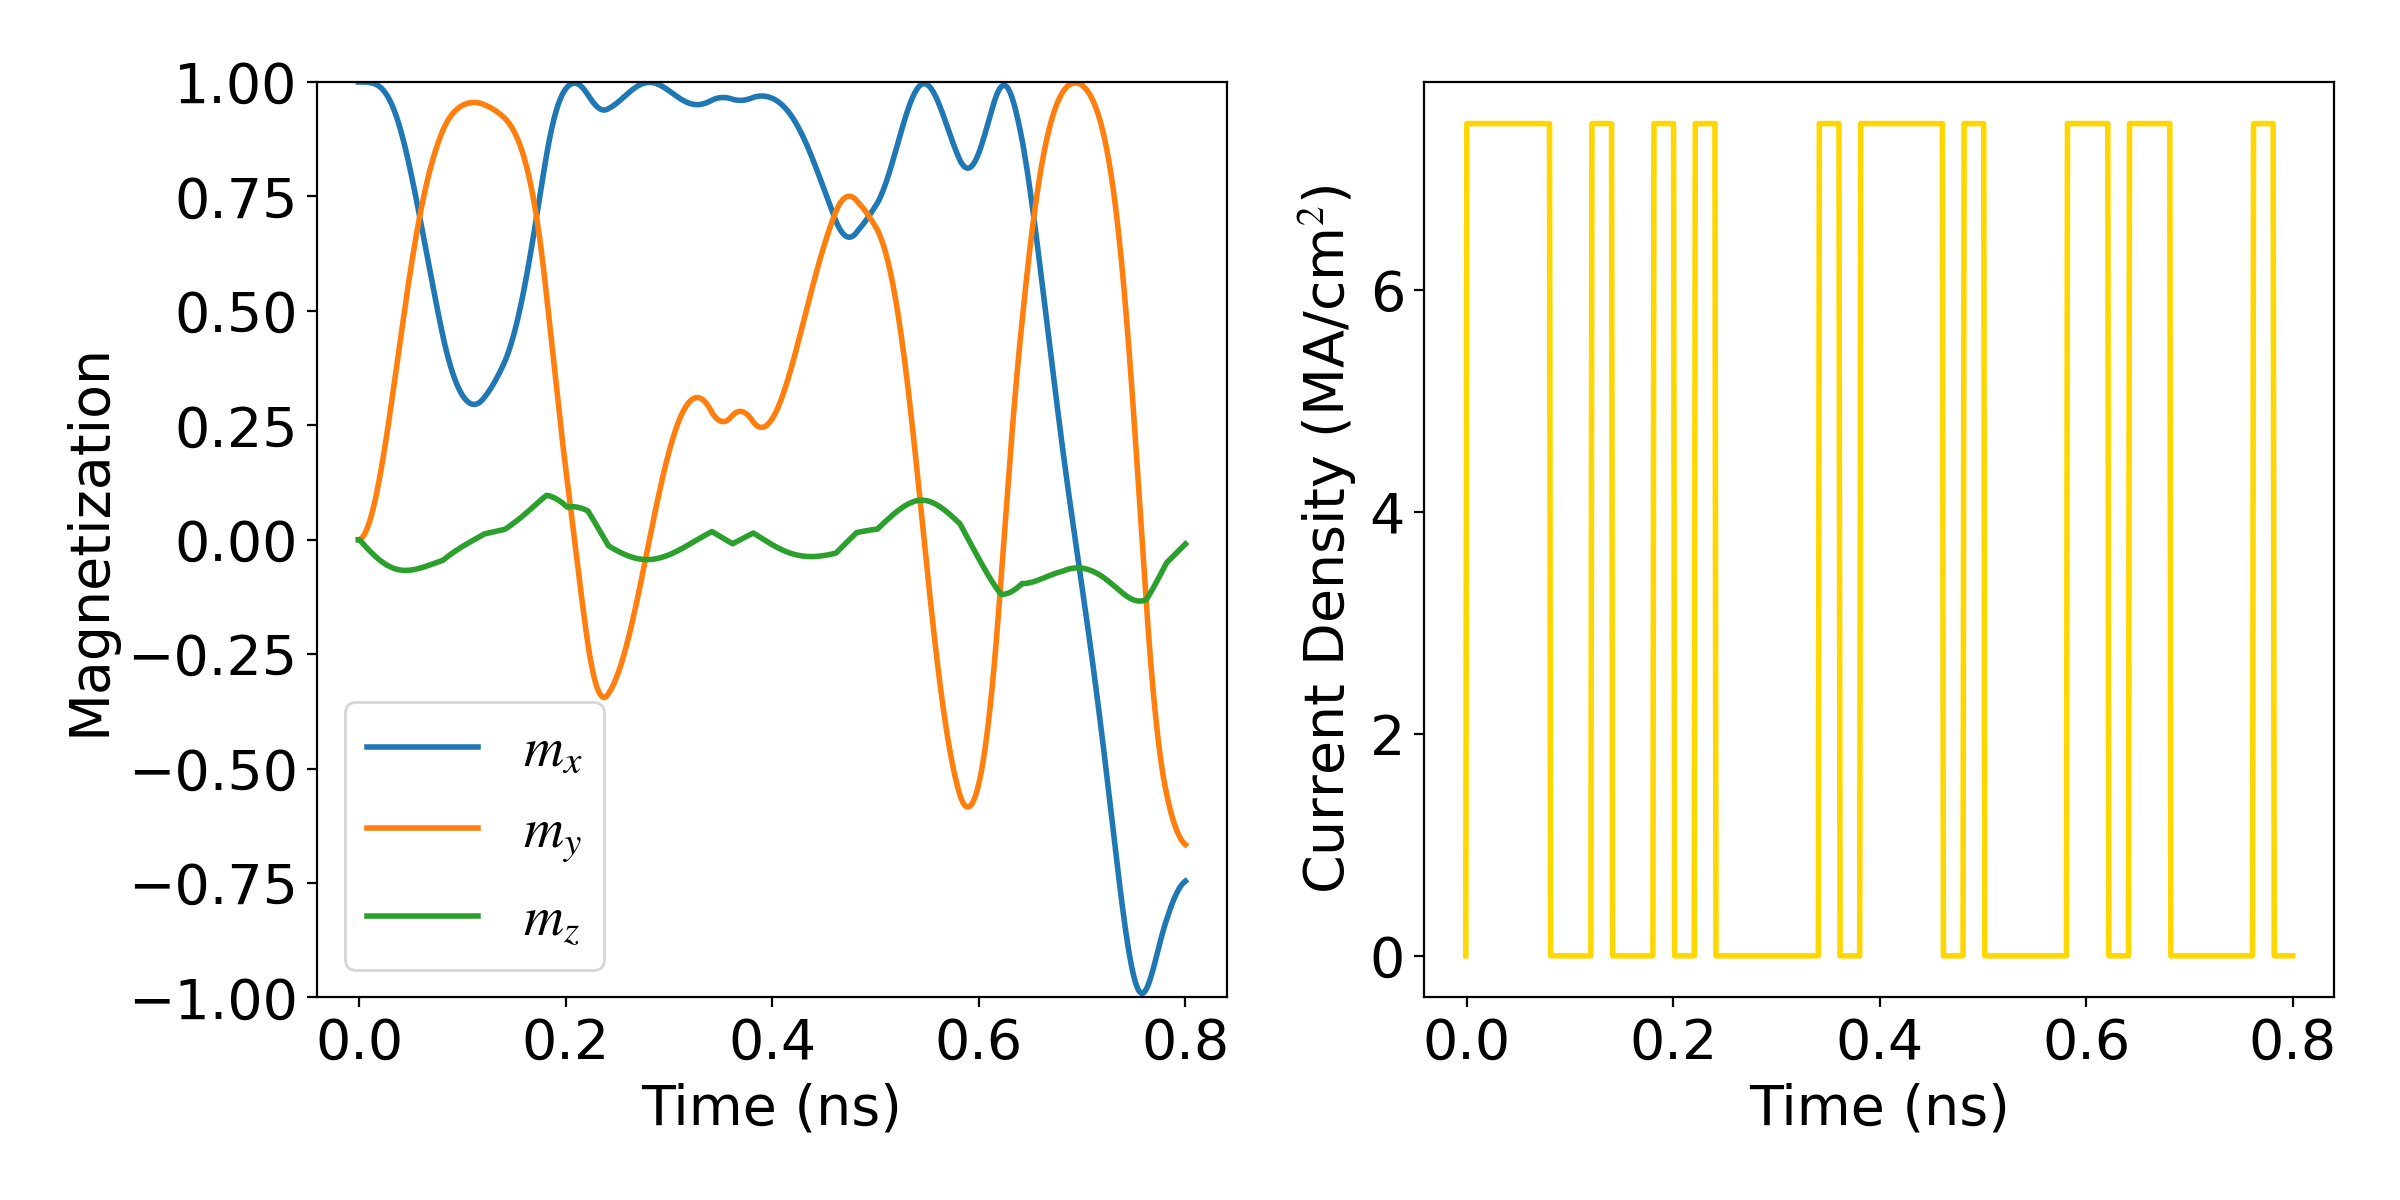 Magnetization
1.00
0.75
0.50
0.25
0.00
−0.25
−0.50
−0.75
−1.00
m_x
m_y
m_z
0.0 0.2 0.4 0.6 0.8
Time (ns)
Current Density (MA/cm²)
6
4
2
0
0.0 0.2 0.4 0.6 0.8
Time (ns)